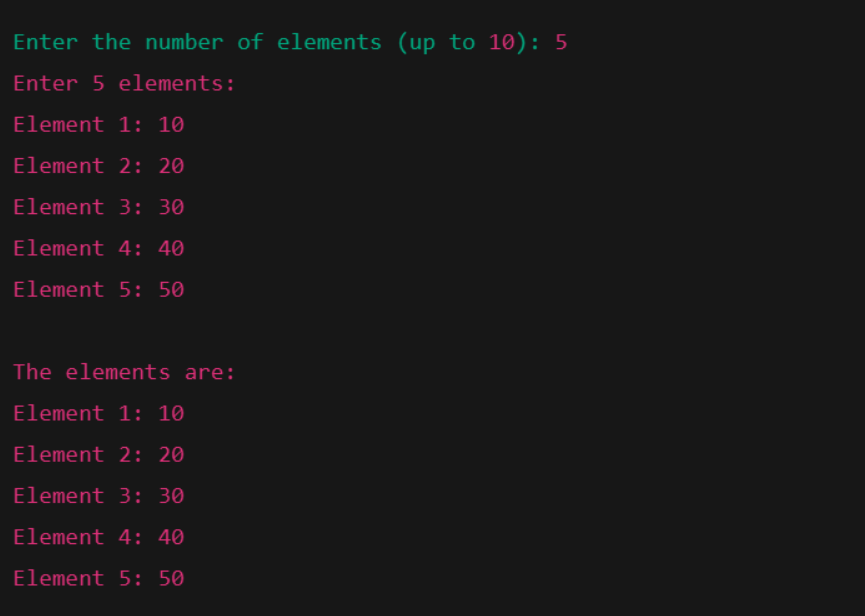 Enter the number of elements (up to 10): 5
Enter 5 elements:
Element 1: 10
Element 2: 20
Element 3: 30
Element 4: 40
Element 5: 50
The elements are:
Element 1: 10
Element 2: 20
Element 3: 30
Element 4: 40
Element 5: 50